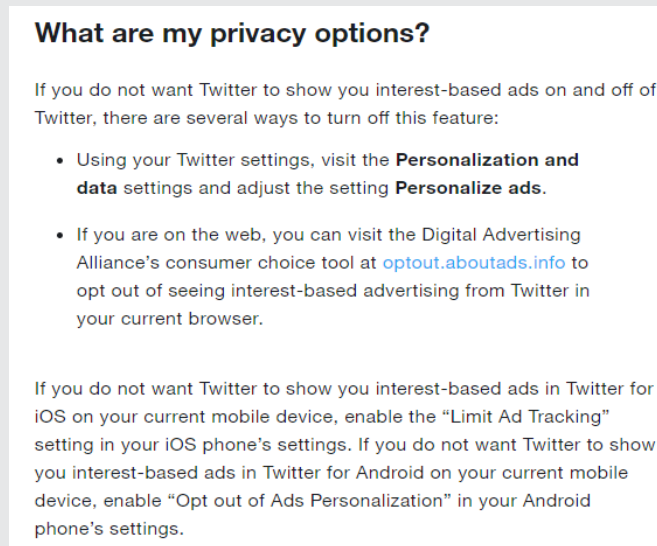 What are my privacy options?
If you do not want Twitter to show you interest-based ads on and off of
Twitter, there are several ways to turn off this feature:
• Using your Twitter settings, visit the Personalization and
data settings and adjust the setting Personalize ads.
• If you are on the web, you can visit the Digital Advertising
Alliance’s consumer choice tool at optout.aboutads.info to
opt out of seeing interest-based advertising from Twitter in
your current browser.
If you do not want Twitter to show you interest-based ads in Twitter for
iOS on your current mobile device, enable the “Limit Ad Tracking”
setting in your iOS phone’s settings. If you do not want Twitter to show
you interest-based ads in Twitter for Android on your current mobile
device, enable “Opt out of Ads Personalization” in your Android
phone’s settings.